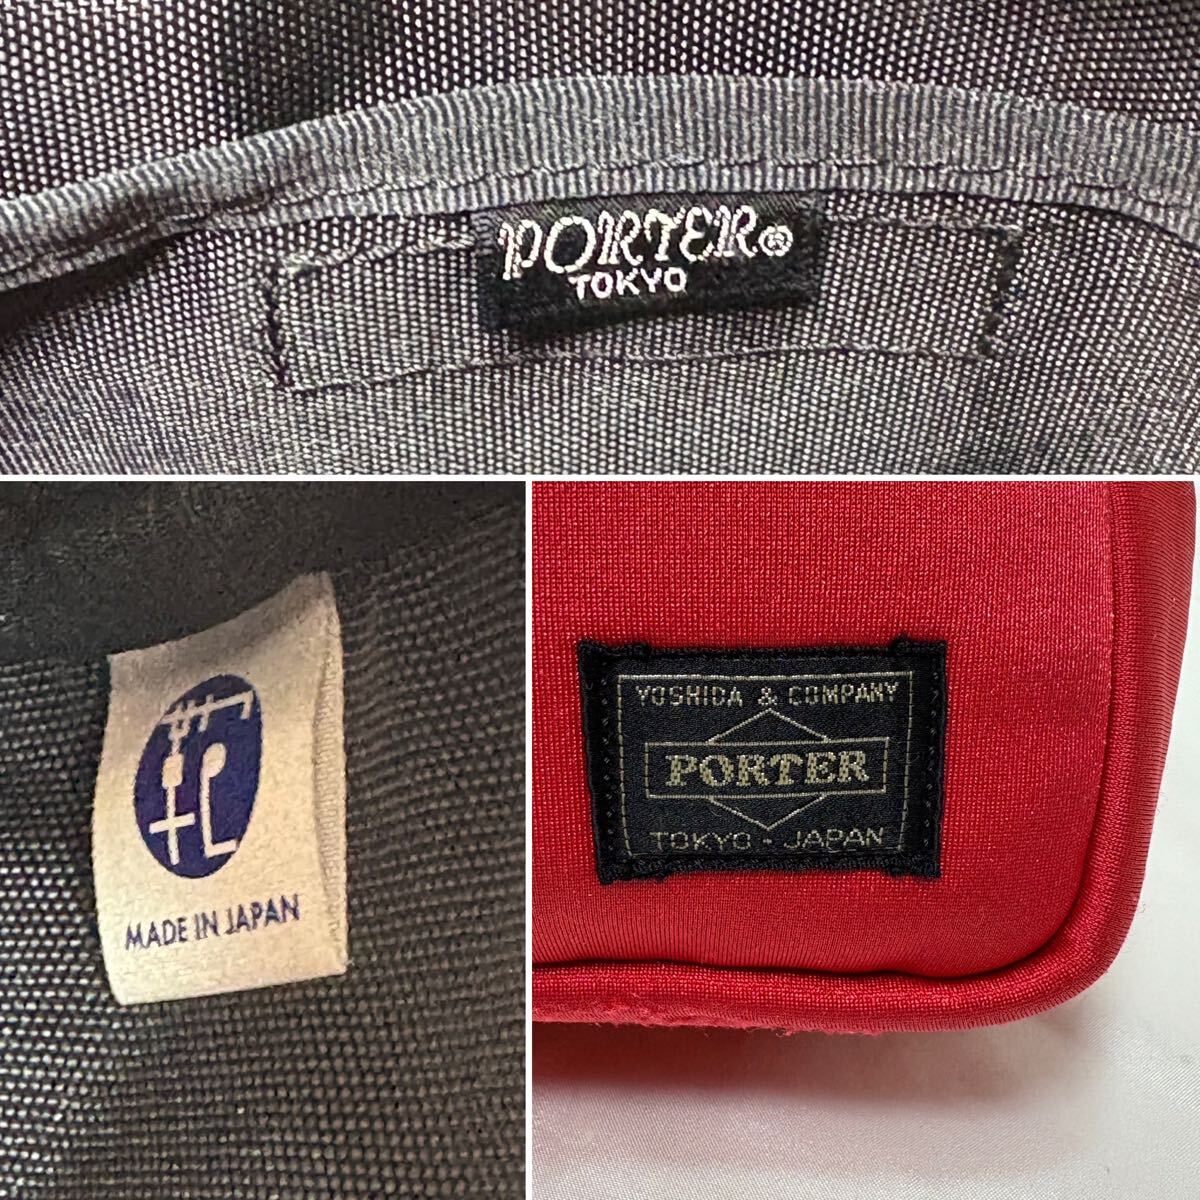 PORTER®
TOKYO
MADE IN JAPAN
YOSHIDA & COMPANY
PORTER
TOKYO - JAPAN